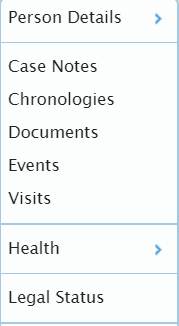 Person Details
Case Notes
Chronologies
Documents
Events
Visits
Health
Legal Status